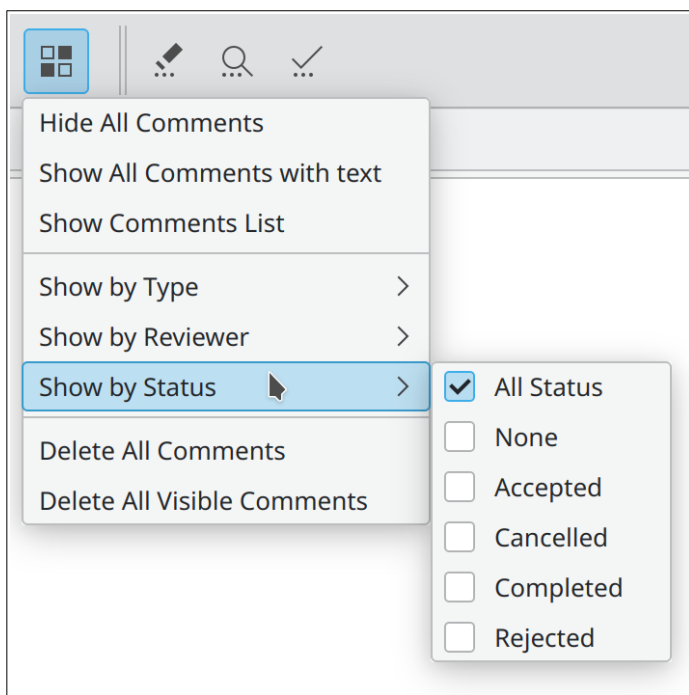 Hide All Comments
Show All Comments with text
Show Comments List
Show by Type
Show by Reviewer
Show by Status
Delete All Comments
Delete All Visible Comments
All Status
None
Accepted
Cancelled
Completed
Rejected